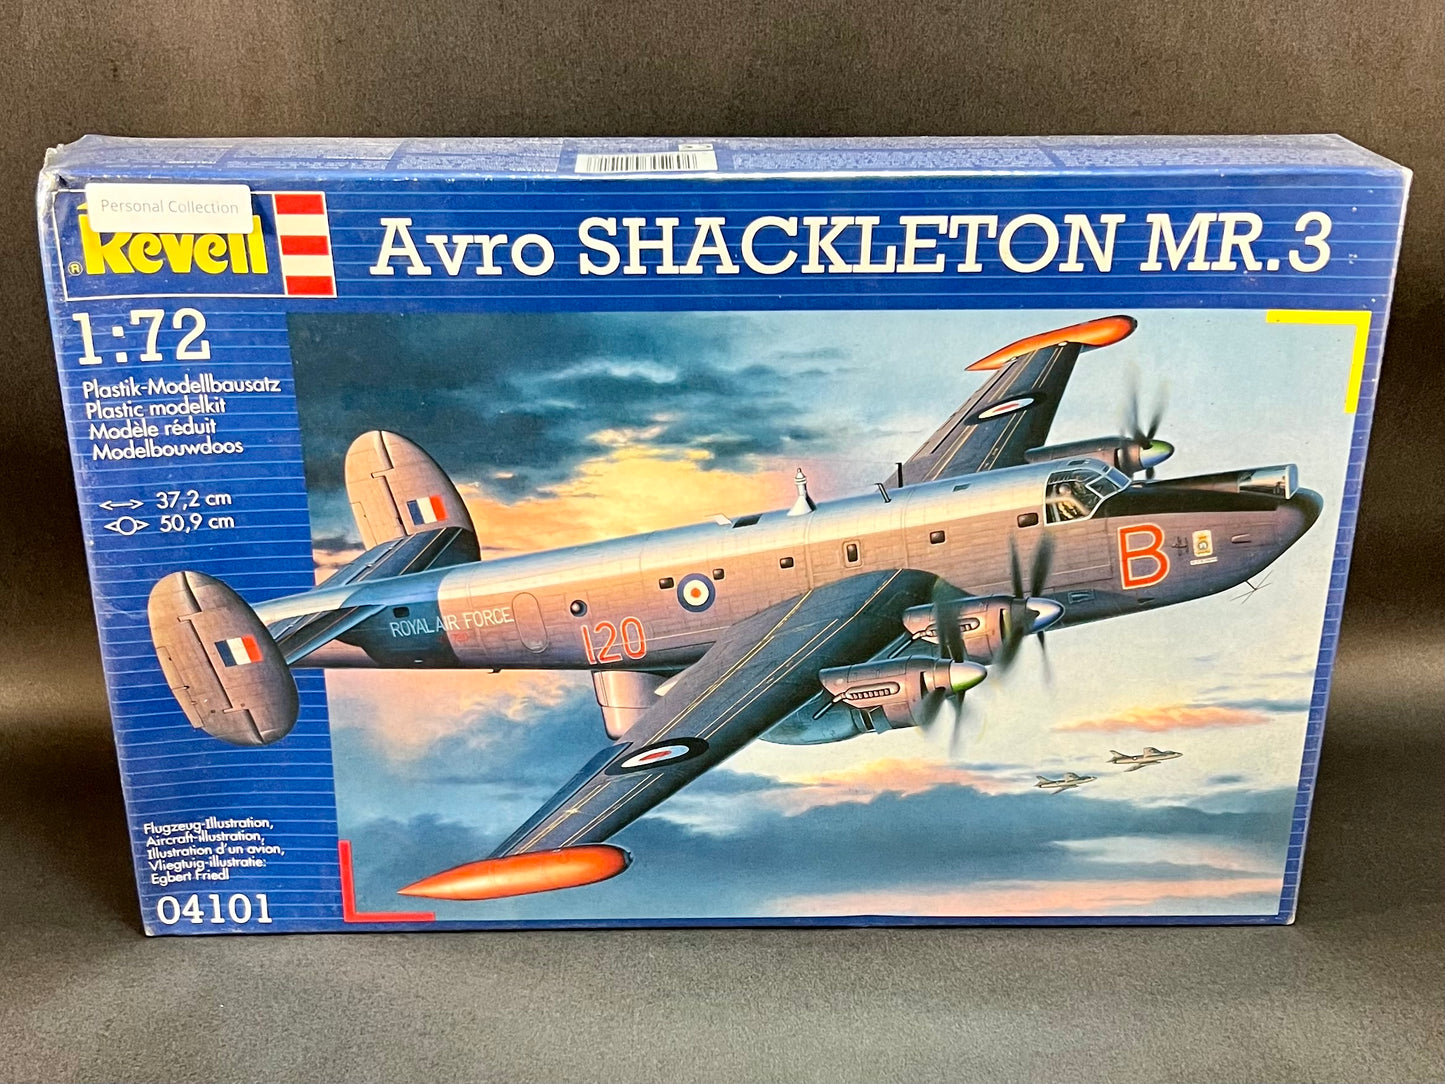 Personal Collection
Revell
®
Avro SHACKLETON MR.3
1:72
Plastik-Modellbausatz
Plastic modelkit
Modèle réduit
Modelbouwdoos
37,2 cm
50,9 cm
B
ROYAL AIR FORCE
120
Flugzeug-Illustration,
Aircraft-illustration,
Illustration d'un avion,
Vliegtuig-illustratie:
Egbert Friedl
04101